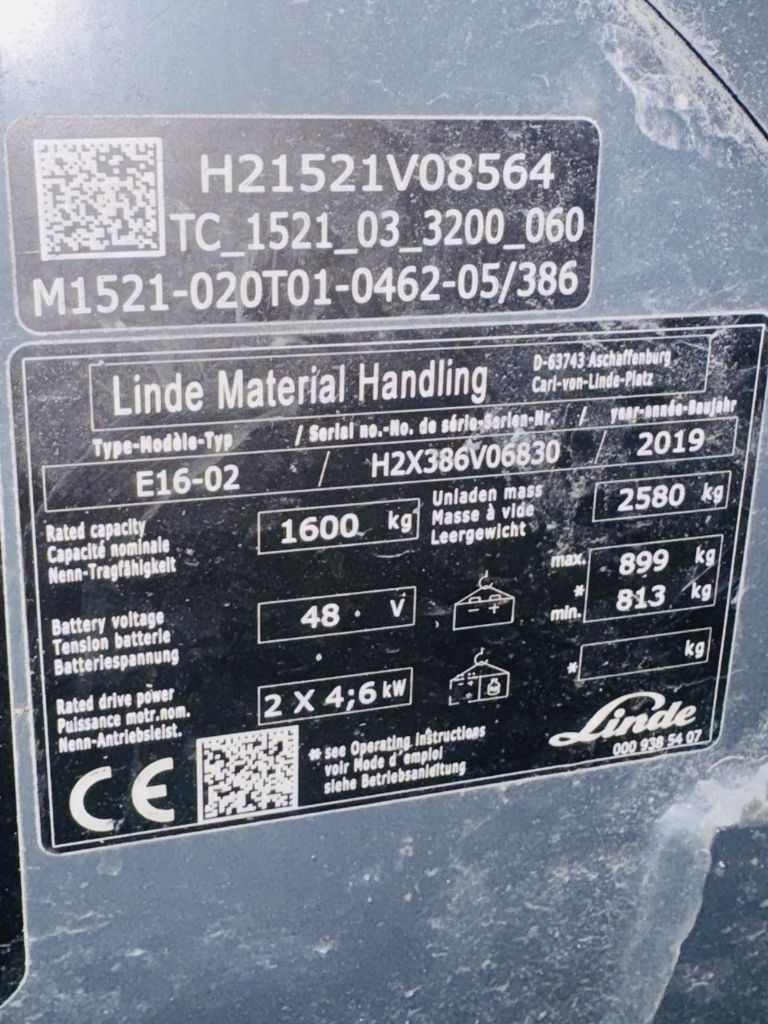 H21521V08564
TC_1521_03_3200_060
M1521-020T01-0462-05/386
Linde Material Handling
D-63743 Aschaffenburg
Carl-von-Linde-Platz
Type-Modèle-Typ / Serial no.-No. de série-Serien-Nr. / year-année-Baujahr
E16-02 / H2X386V06830 / 2019
Rated capacity
Capacité nominale
Nenn-Tragfähigkeit
1600 kg
Unladen mass
Masse à vide
Leergewicht
2580 kg
Battery voltage
Tension batterie
Batteriespannung
48 V
max. 899 kg
*
min. 813 kg
Rated drive power
Puissance motr.nom.
Nenn-Antriebsleist.
2 X 4;6 kW
* kg
CE
* see Operating Instructions
voir Mode d'emploi
siehe Betriebsanleitung
Linde
000 938 54 07